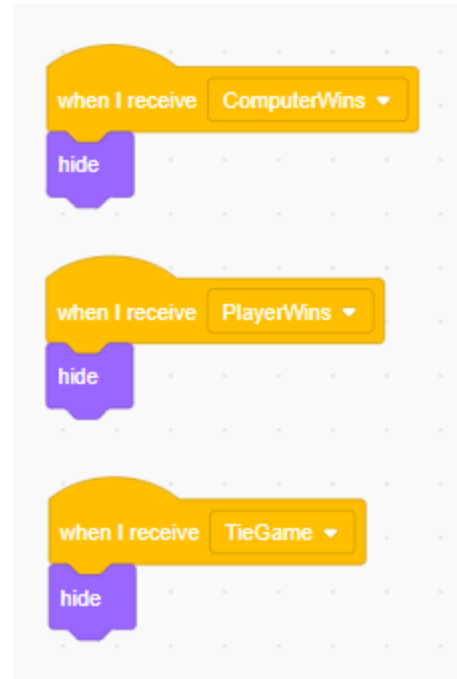 when I receive ComputerWins
hide
when I receive PlayerWins
hide
when I receive TieGame
hide